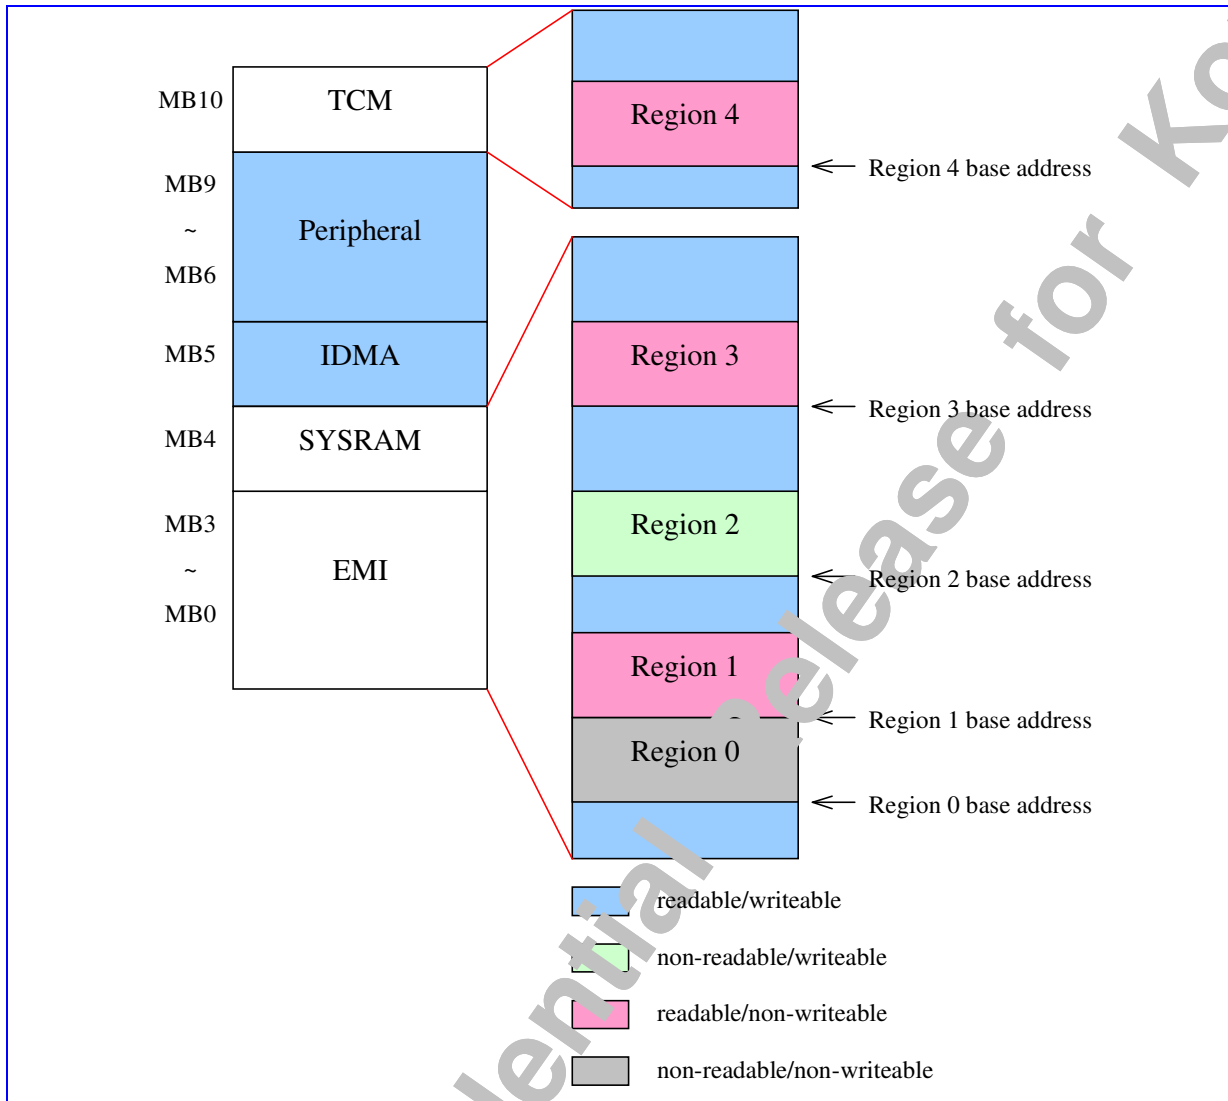 MB10
TCM
MB9
~
MB6
Peripheral
MB5
IDMA
MB4
SYSRAM
MB3
~
MB0
EMI
Region 4
Region 4 base address
Region 3
Region 3 base address
Region 2
Region 2 base address
Region 1
Region 1 base address
Region 0
Region 0 base address
readable/writeable
non-readable/writeable
readable/non-writeable
non-readable/non-writeable
Release for